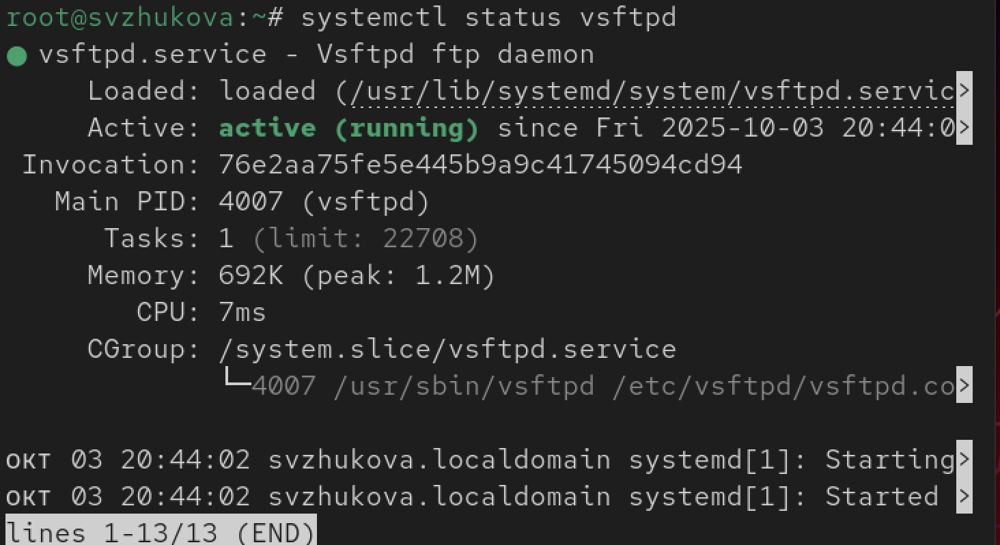 root@svzhukova:~# systemctl status vsftpd
● vsftpd.service - Vsftpd ftp daemon
Loaded: loaded (/usr/lib/systemd/system/vsftpd.servic>
Active: active (running) since Fri 2025-10-03 20:44:0>
Invocation: 76e2aa75fe5e445b9a9c41745094cd94
Main PID: 4007 (vsftpd)
Tasks: 1 (limit: 22708)
Memory: 692K (peak: 1.2M)
CPU: 7ms
CGroup: /system.slice/vsftpd.service
└─4007 /usr/sbin/vsftpd /etc/vsftpd/vsftpd.co>
окт 03 20:44:02 svzhukova.localdomain systemd[1]: Starting>
окт 03 20:44:02 svzhukova.localdomain systemd[1]: Started >
lines 1-13/13 (END)